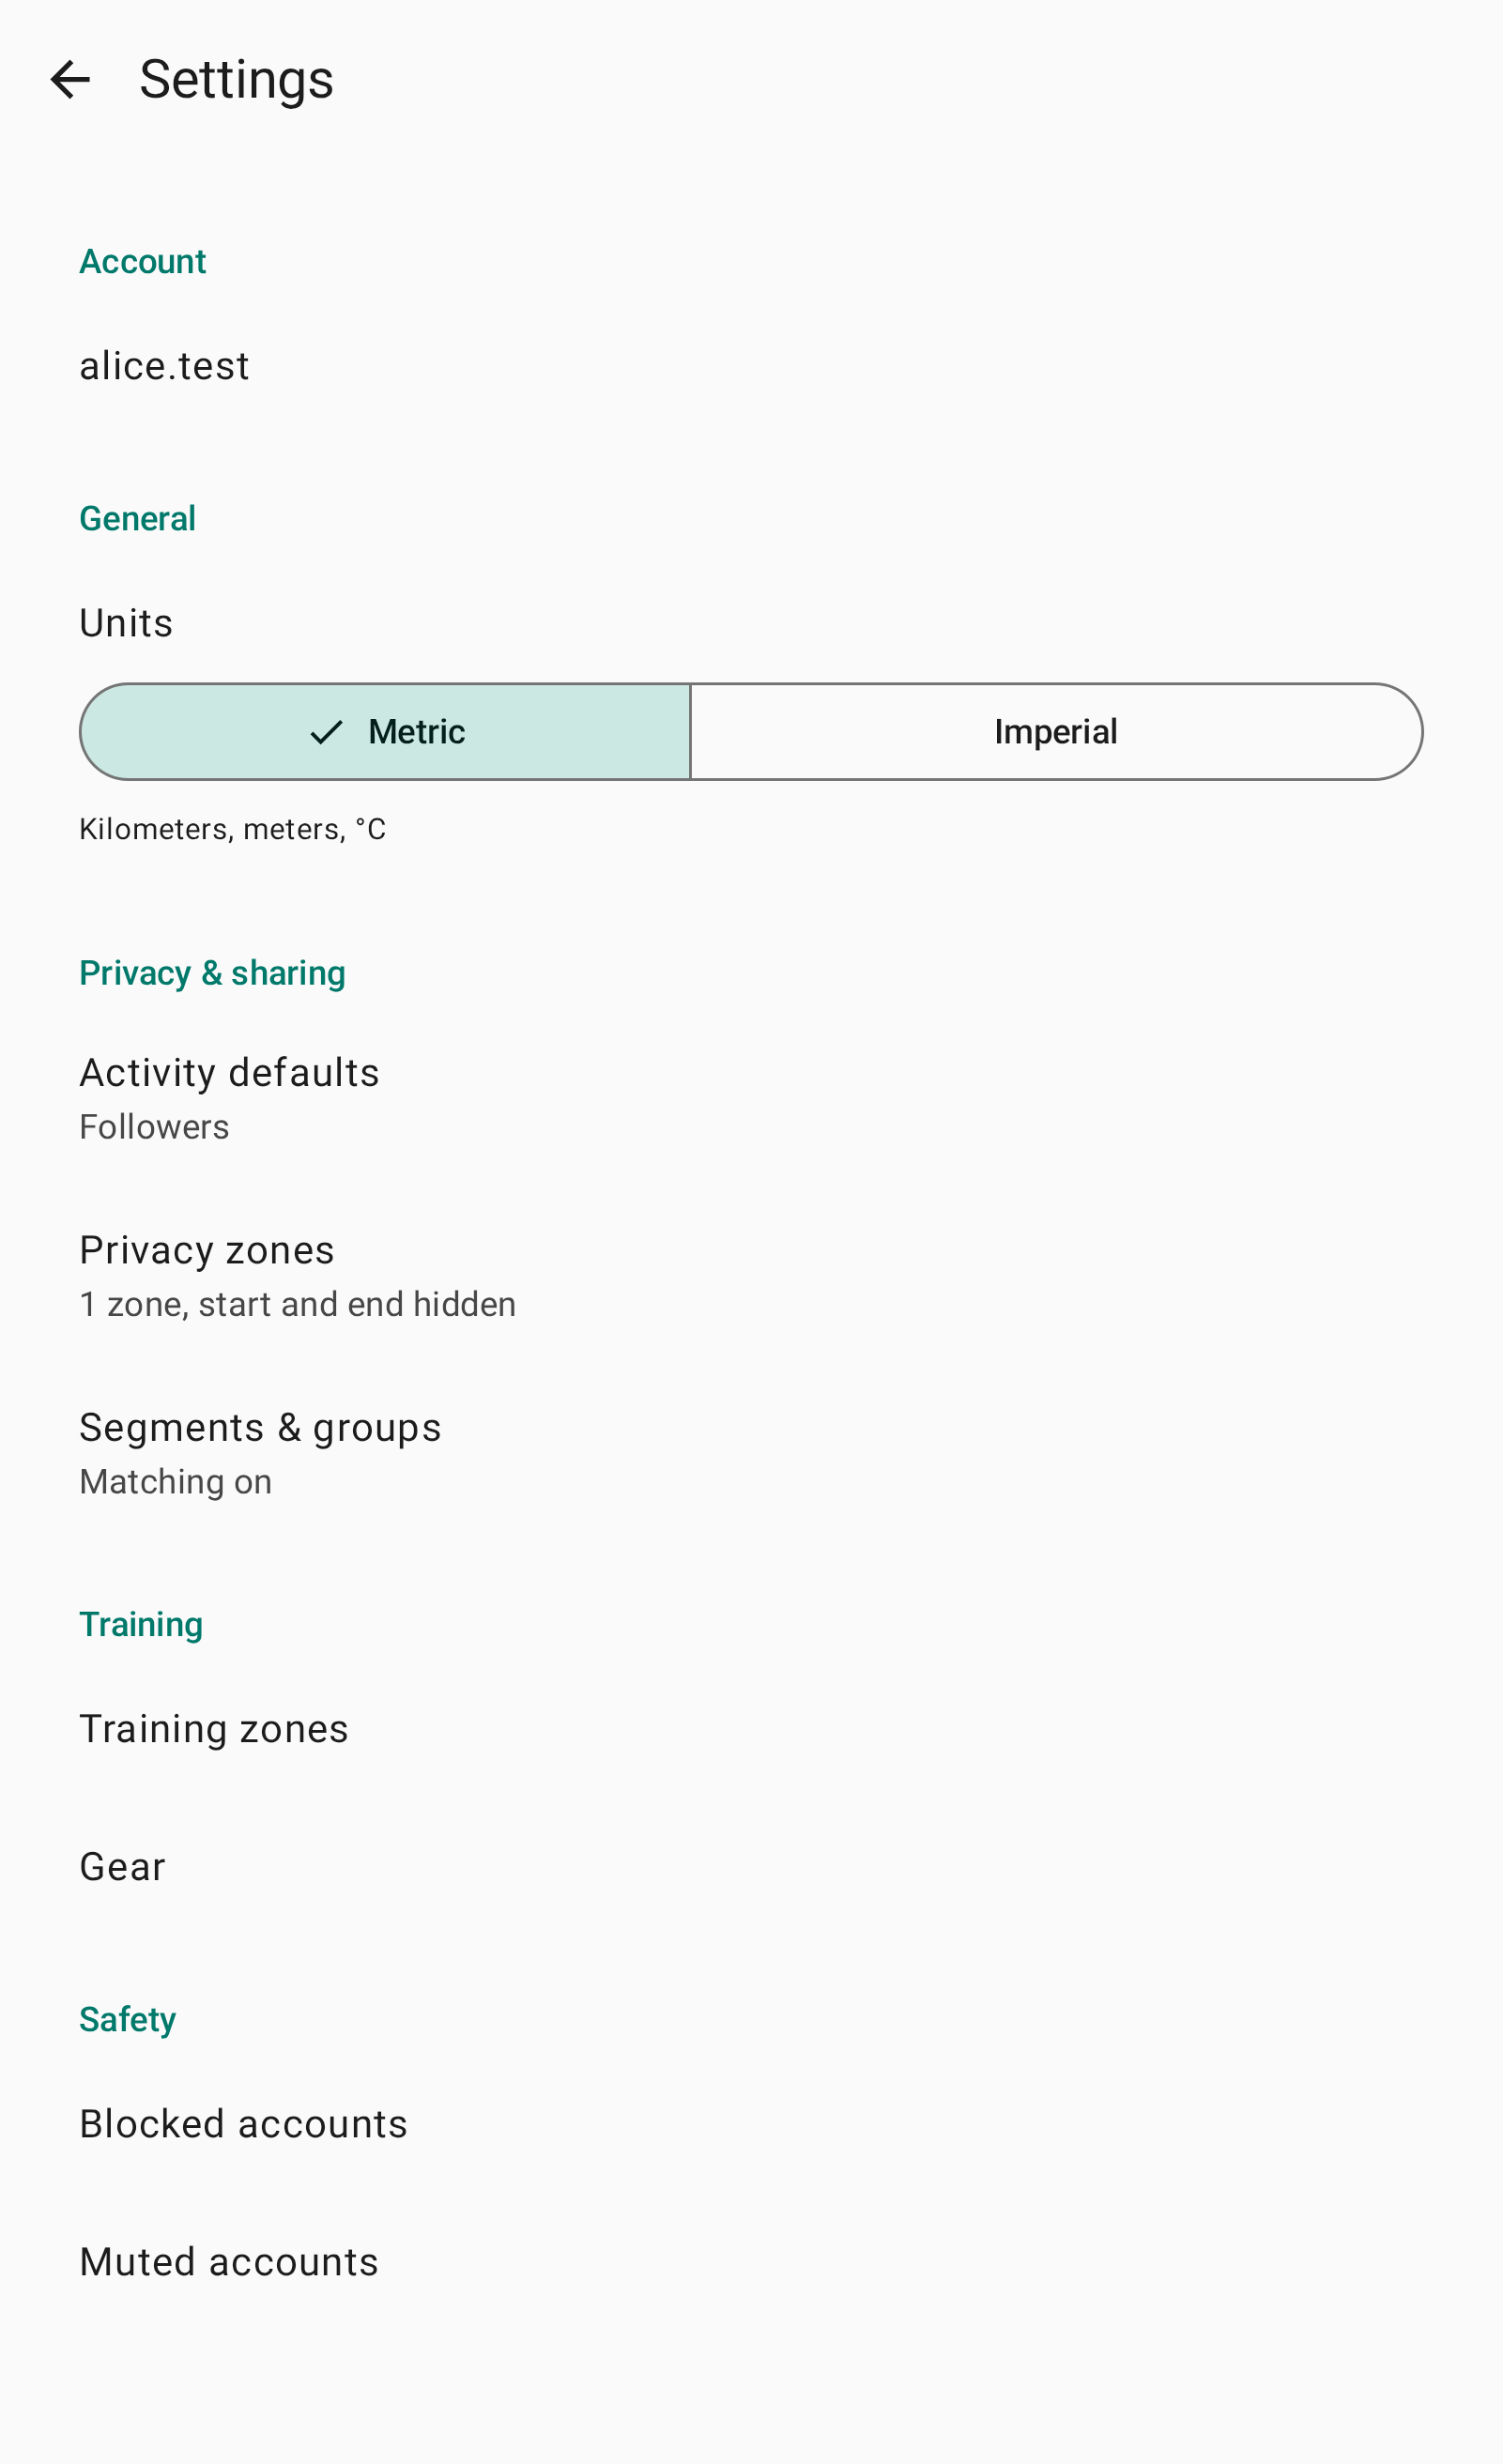 Settings
Account
alice.test
General
Units
Metric
Imperial
Kilometers, meters, °C
Privacy & sharing
Activity defaults
Followers
Privacy zones
1 zone, start and end hidden
Segments & groups
Matching on
Training
Training zones
Gear
Safety
Blocked accounts
Muted accounts